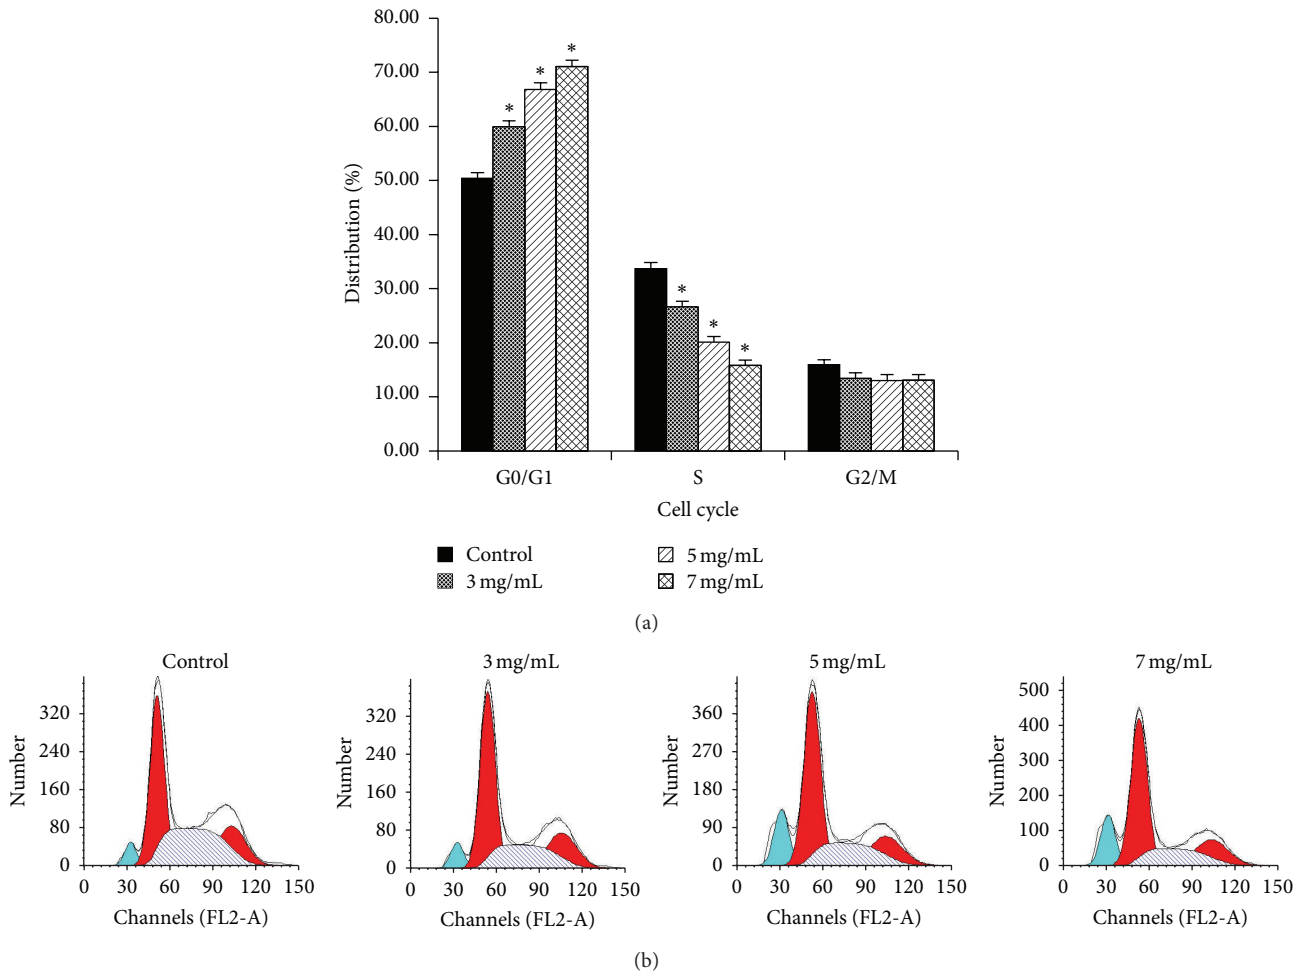 80.00
70.00
60.00
50.00
40.00
30.00
20.00
10.00
0.00
Distribution (%)
* * *
* * *
G0/G1 S G2/M
Cell cycle
Control
3 mg/mL
5 mg/mL
7 mg/mL
(a)
Control
320
240
160
80
0
Number
0 30 60 90 120 150
Channels (FL2-A)
3 mg/mL
320
240
160
80
0
Number
0 30 60 90 120 150
Channels (FL2-A)
5 mg/mL
360
270
180
90
0
Number
0 30 60 90 120 150
Channels (FL2-A)
7 mg/mL
500
400
300
200
100
0
Number
0 30 60 90 120 150
Channels (FL2-A)
(b)